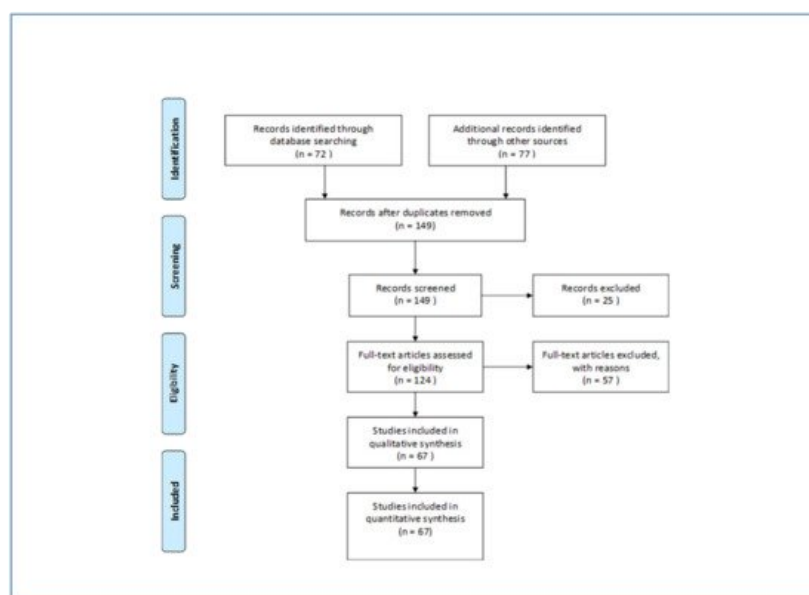 Identification
Records identified through
database searching
(n = 72 )
Additional records identified
through other sources
(n = 77 )
Records after duplicates removed
(n = 149)
Screening
Records screened
(n = 149 )
Records excluded
(n = 25 )
Eligibility
Full-text articles assessed
for eligibility
(n = 124 )
Full-text articles excluded,
with reasons
(n = 57 )
Studies included in
qualitative synthesis
(n = 67 )
Included
Studies included in
quantitative synthesis
(n = 67)